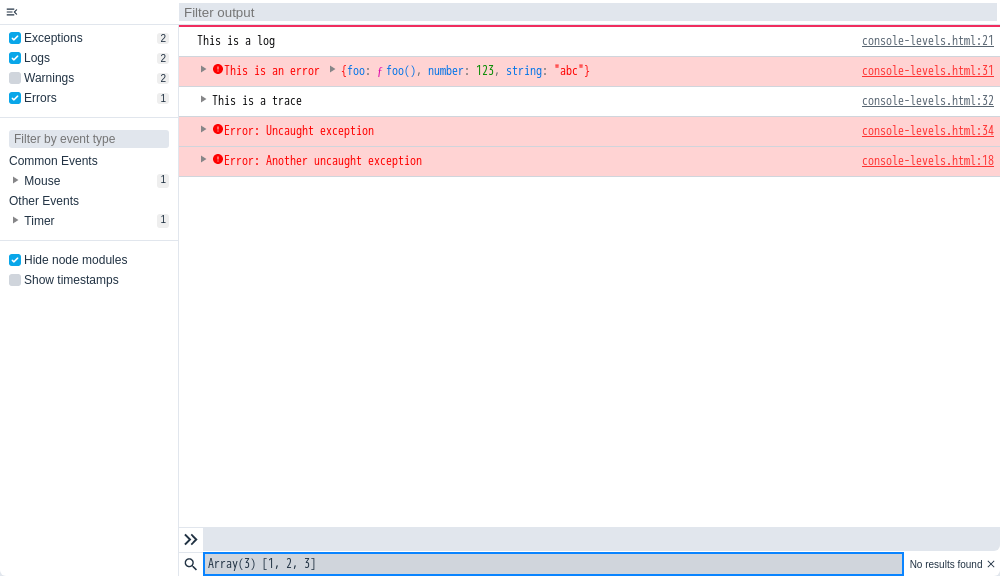 Filter output
Exceptions 2
Logs 2
Warnings 2
Errors 1
Filter by event type
Common Events
Mouse 1
Other Events
Timer 1
Hide node modules
Show timestamps
This is a log console-levels.html:21
This is an error {foo: ƒ foo(), number: 123, string: "abc"} console-levels.html:31
This is a trace console-levels.html:32
Error: Uncaught exception console-levels.html:34
Error: Another uncaught exception console-levels.html:18
Array(3) [1, 2, 3] No results found